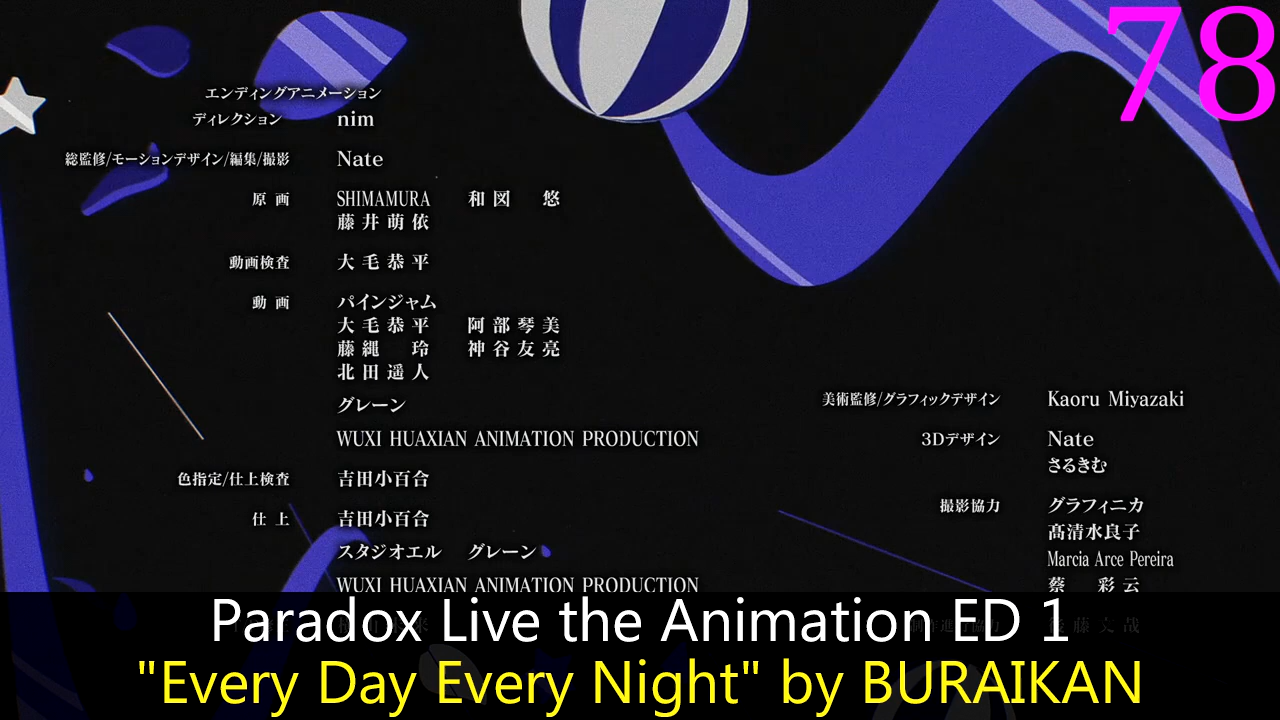 78
エンディングアニメーション
ディレクション nim
総監修/モーションデザイン/編集/撮影 Nate
原画 SHIMAMURA 和図 悠
藤井萌依
動画検査 大毛恭平
動画 パインジャム
大毛恭平 阿部琴美
藤縄 玲 神谷友亮
北田遥人
グレーン
WUXI HUAXIAN ANIMATION PRODUCTION
色指定/仕上検査 吉田小百合
仕上 吉田小百合
スタジオエル グレーン
WUXI HUAXIAN ANIMATION PRODUCTION
美術監修/グラフィックデザイン Kaoru Miyazaki
3Dデザイン Nate
さるきむ
撮影協力 グラフィニカ
髙清水良子
Marcia Arce Pereira
蔡 彩云
Paradox Live the Animation ED 1
"Every Day Every Night" by BURAIKAN